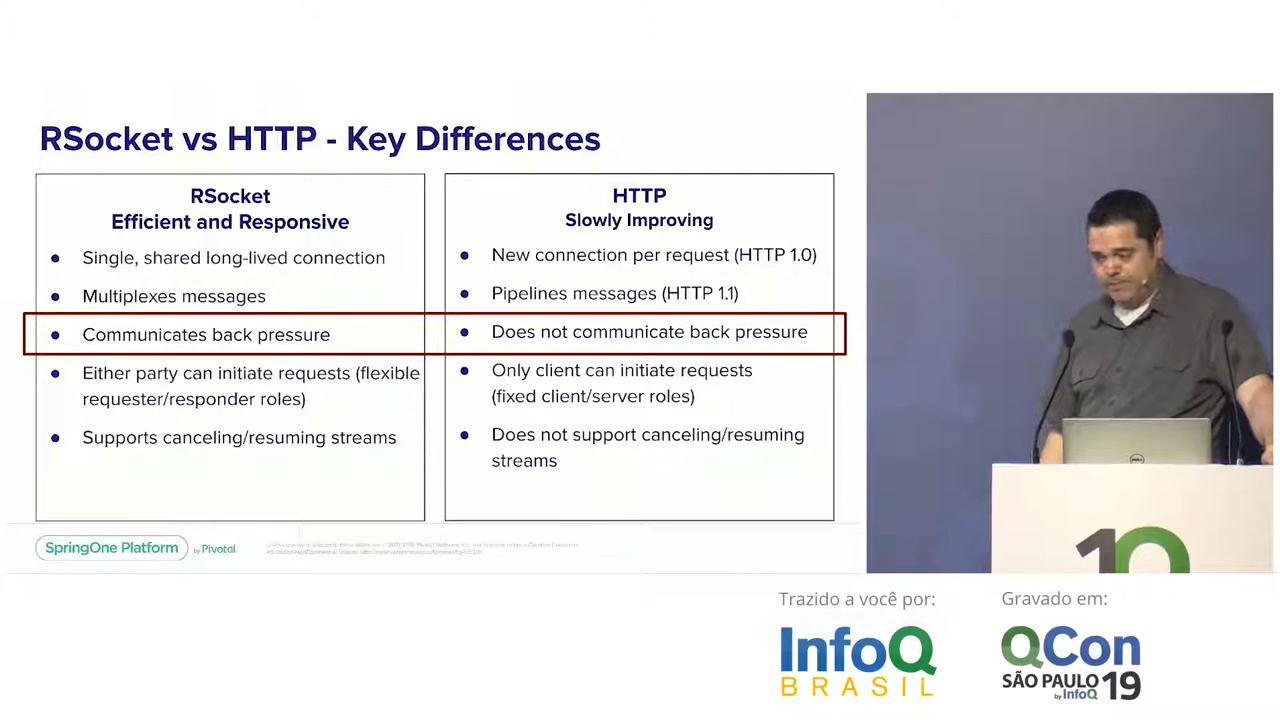 RSocket vs HTTP - Key Differences
RSocket
Efficient and Responsive
● Single, shared long-lived connection
● Multiplexes messages
● Communicates back pressure
● Either party can initiate requests (flexible
requester/responder roles)
● Supports canceling/resuming streams
HTTP
Slowly Improving
● New connection per request (HTTP 1.0)
● Pipelines messages (HTTP 1.1)
● Does not communicate back pressure
● Only client can initiate requests
(fixed client/server roles)
● Does not support canceling/resuming
streams
SpringOne Platform by Pivotal
DELL
10
Trazido a você por:
InfoQ
BRASIL
Gravado em:
QCon
SÃO PAULO 19
by InfoQ